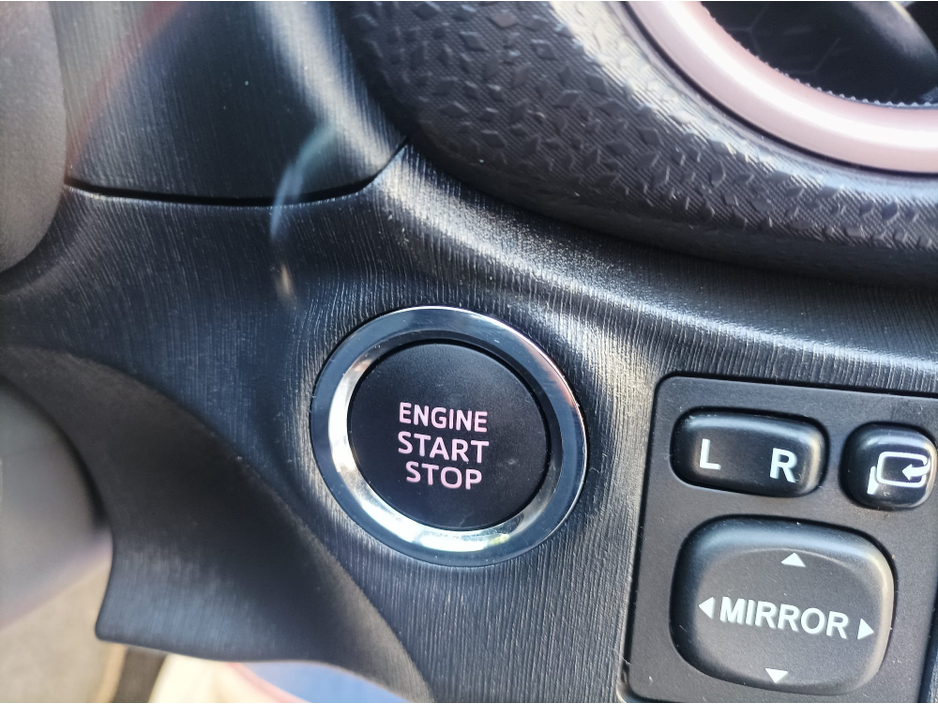 ENGINE
START
STOP
L R
MIRROR